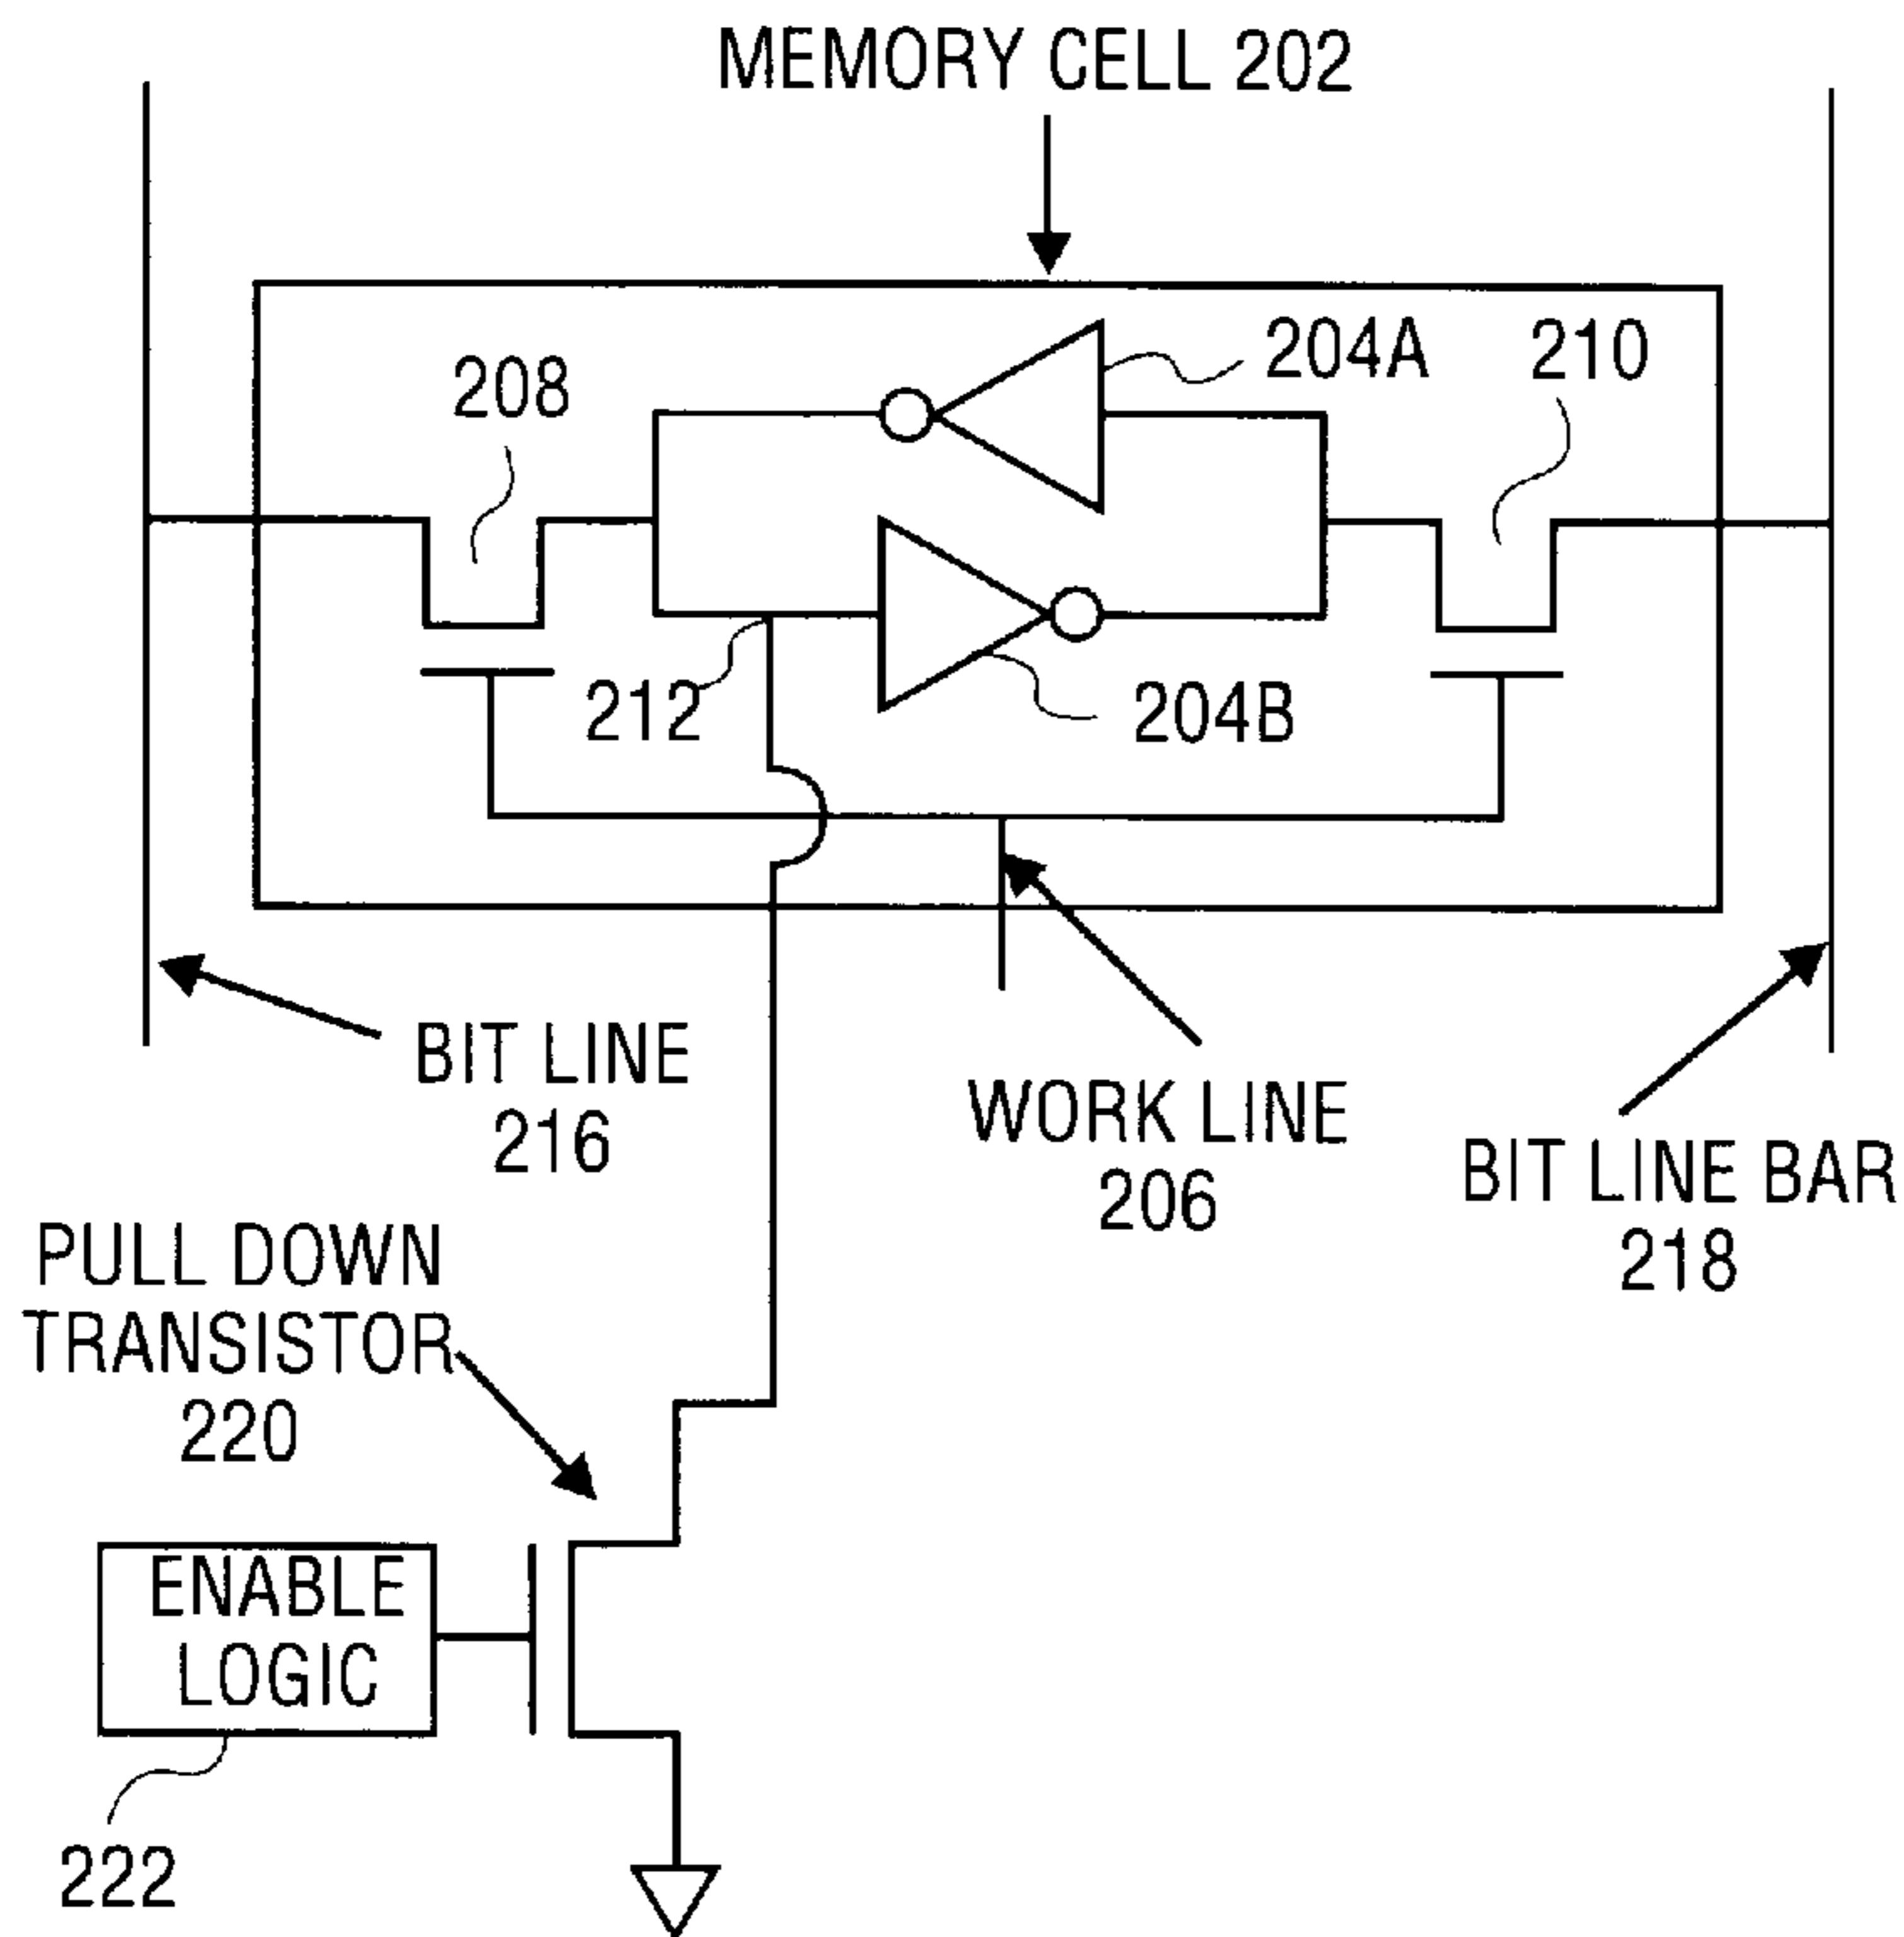 MEMORY CELL 202
204A
210
208
212
204B
BIT LINE
216
WORK LINE
206
BIT LINE BAR
218
PULL DOWN
TRANSISTOR
220
ENABLE
LOGIC
222